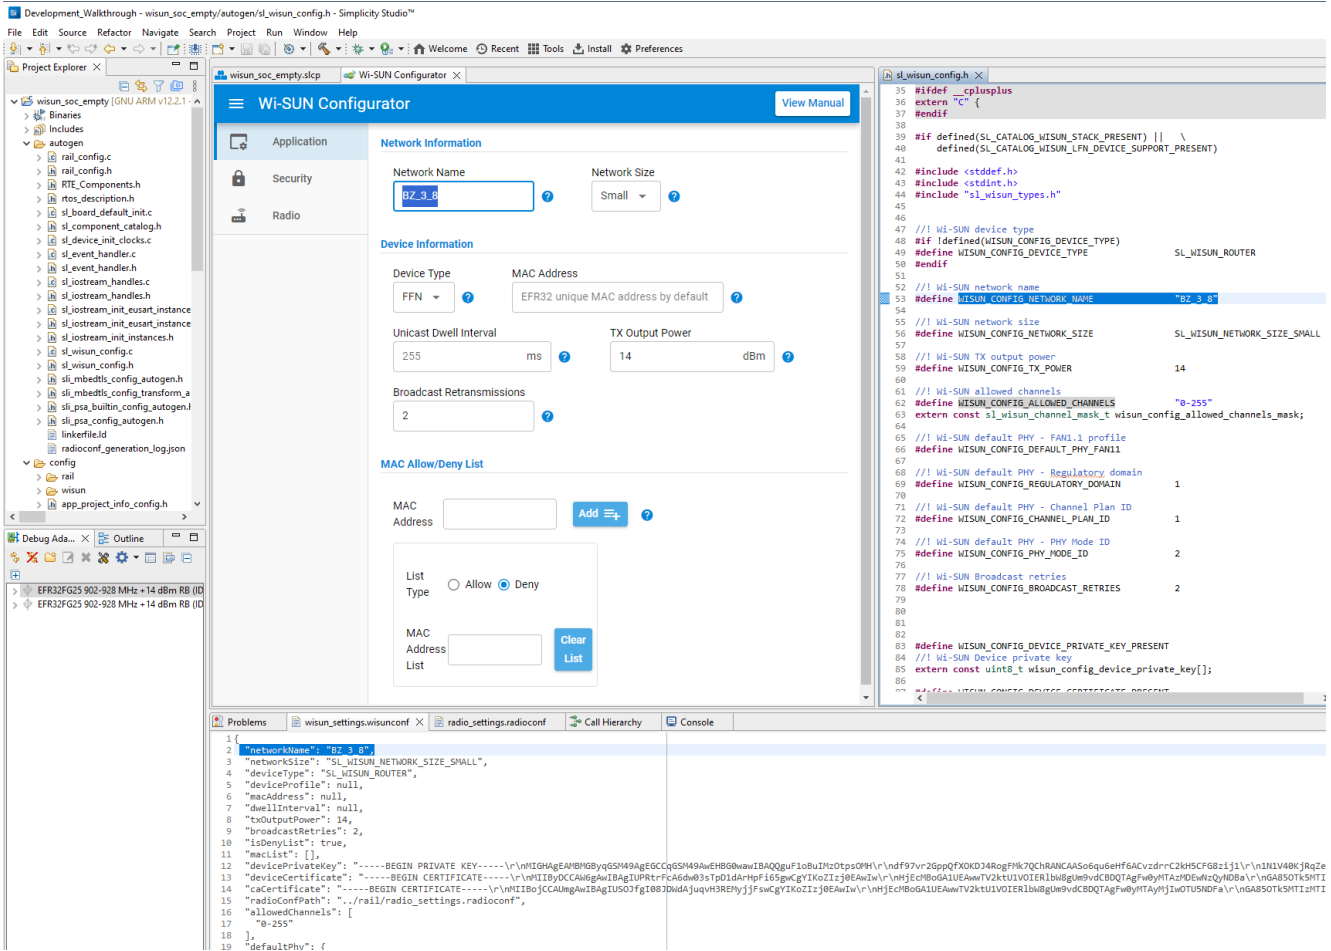 Development_Walkthrough - wisun_soc_empty/autogen/sl_wisun_config.h - Simplicity Studio™
File Edit Source Refactor Navigate Search Project Run Window Help
Welcome Recent Tools Install Preferences
Project Explorer
wisun_soc_empty [GNU ARM v12.2.1 -
Binaries
Includes
autogen
rail_config.c
rail_config.h
RTE_Components.h
rtos_description.h
sl_board_default_init.c
sl_component_catalog.h
sl_device_init_clocks.c
sl_event_handler.c
sl_event_handler.h
sl_iostream_handles.c
sl_iostream_handles.h
sl_iostream_init_eusart_instance
sl_iostream_init_eusart_instance
sl_iostream_init_instances.h
sl_wisun_config.c
sl_wisun_config.h
sli_mbedtls_config_autogen.h
sli_mbedtls_config_transform_a
sli_psa_builtin_config_autogen.h
sli_psa_config_autogen.h
linkerfile.ld
radioconf_generation_log.json
config
rail
wisun
app_project_info_config.h
Debug Ada... Outline
EFR32FG25 902-928 MHz +14 dBm RB (ID
EFR32FG25 902-928 MHz +14 dBm RB (ID
wisun_soc_empty.slcp Wi-SUN Configurator
Wi-SUN Configurator
View Manual
Application
Security
Radio
Network Information
Network Name Network Size
BZ_3_8 Small
Device Information
Device Type MAC Address
FFN EFR32 unique MAC address by default
Unicast Dwell Interval TX Output Power
255 ms 14 dBm
Broadcast Retransmissions
2
MAC Allow/Deny List
MAC Address Add
List Type Allow Deny
MAC Address List Clear List
sl_wisun_config.h
35 #ifdef __cplusplus
36 extern "C" {
37 #endif
38
39 #if defined(SL_CATALOG_WISUN_STACK_PRESENT) || \
40 defined(SL_CATALOG_WISUN_LFN_DEVICE_SUPPORT_PRESENT)
41
42 #include <stddef.h>
43 #include <stdint.h>
44 #include "sl_wisun_types.h"
45
46
47 //! Wi-SUN device type
48 #if !defined(WISUN_CONFIG_DEVICE_TYPE)
49 #define WISUN_CONFIG_DEVICE_TYPE SL_WISUN_ROUTER
50 #endif
51
52 //! Wi-SUN network name
53 #define WISUN_CONFIG_NETWORK_NAME "BZ_3_8"
54
55 //! Wi-SUN network size
56 #define WISUN_CONFIG_NETWORK_SIZE SL_WISUN_NETWORK_SIZE_SMALL
57
58 //! Wi-SUN TX output power
59 #define WISUN_CONFIG_TX_POWER 14
60
61 //! Wi-SUN allowed channels
62 #define WISUN_CONFIG_ALLOWED_CHANNELS "0-255"
63 extern const sl_wisun_channel_mask_t wisun_config_allowed_channels_mask;
64
65 //! Wi-SUN default PHY - FAN1.1 profile
66 #define WISUN_CONFIG_DEFAULT_PHY_FAN11
67
68 //! Wi-SUN default PHY - Regulatory domain
69 #define WISUN_CONFIG_REGULATORY_DOMAIN 1
70
71 //! Wi-SUN default PHY - Channel Plan ID
72 #define WISUN_CONFIG_CHANNEL_PLAN_ID 1
73
74 //! Wi-SUN default PHY - PHY Mode ID
75 #define WISUN_CONFIG_PHY_MODE_ID 2
76
77 //! Wi-SUN Broadcast retries
78 #define WISUN_CONFIG_BROADCAST_RETRIES 2
79
80
81
82
83 #define WISUN_CONFIG_DEVICE_PRIVATE_KEY_PRESENT
84 //! Wi-SUN Device private key
85 extern const uint8_t wisun_config_device_private_key[];
86
Problems wisun_settings.wisunconf radio_settings.radioconf Call Hierarchy Console
1 {
2 "networkName": "BZ_3_8",
3 "networkSize": "SL_WISUN_NETWORK_SIZE_SMALL",
4 "deviceType": "SL_WISUN_ROUTER",
5 "deviceProfile": null,
6 "macAddress": null,
7 "dwellInterval": null,
8 "txOutputPower": 14,
9 "broadcastRetries": 2,
10 "isDenyList": true,
11 "macList": [],
12 "devicePrivateKey": "-----BEGIN PRIVATE KEY-----
13 "deviceCertificate": "-----BEGIN CERTIFICATE-----
14 "caCertificate": "-----BEGIN CERTIFICATE-----
15 "radioConfPath": "../rail/radio_settings.radioconf",
16 "allowedChannels": [
17 "0-255"
18 ],
19 "defaultPhy": {